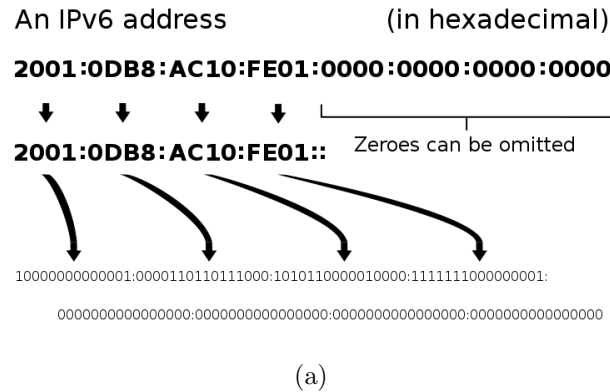 An IPv6 address (in hexadecimal)
2001:0DB8:AC10:FE01:0000:0000:0000:0000
2001:0DB8:AC10:FE01:: Zeroes can be omitted
10000000000001:0000110110111000:1010110000010000:1111111000000001:
0000000000000000:0000000000000000:0000000000000000:0000000000000000
(a)